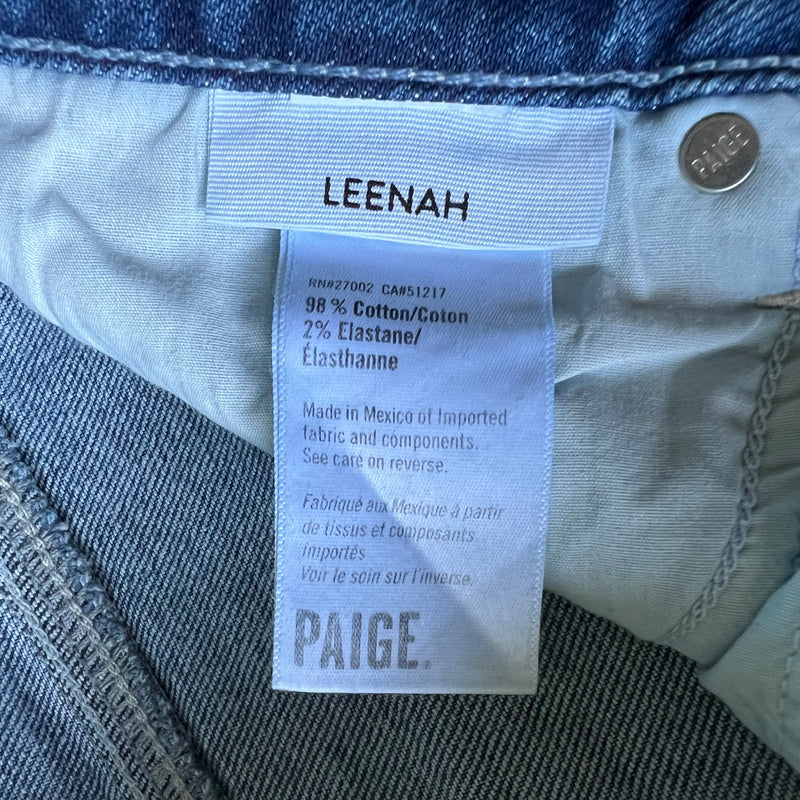 PAIGE
LEENAH
RN#27002 CA#51217
98 % Cotton/Coton
2% Elastane/
Élasthanne
Made in Mexico of Imported
fabric and components.
See care on reverse.
Fabriqué aux Mexique à partir
de tissus et composants
importés
Voir le soin sur l'inverse.
PAIGE.